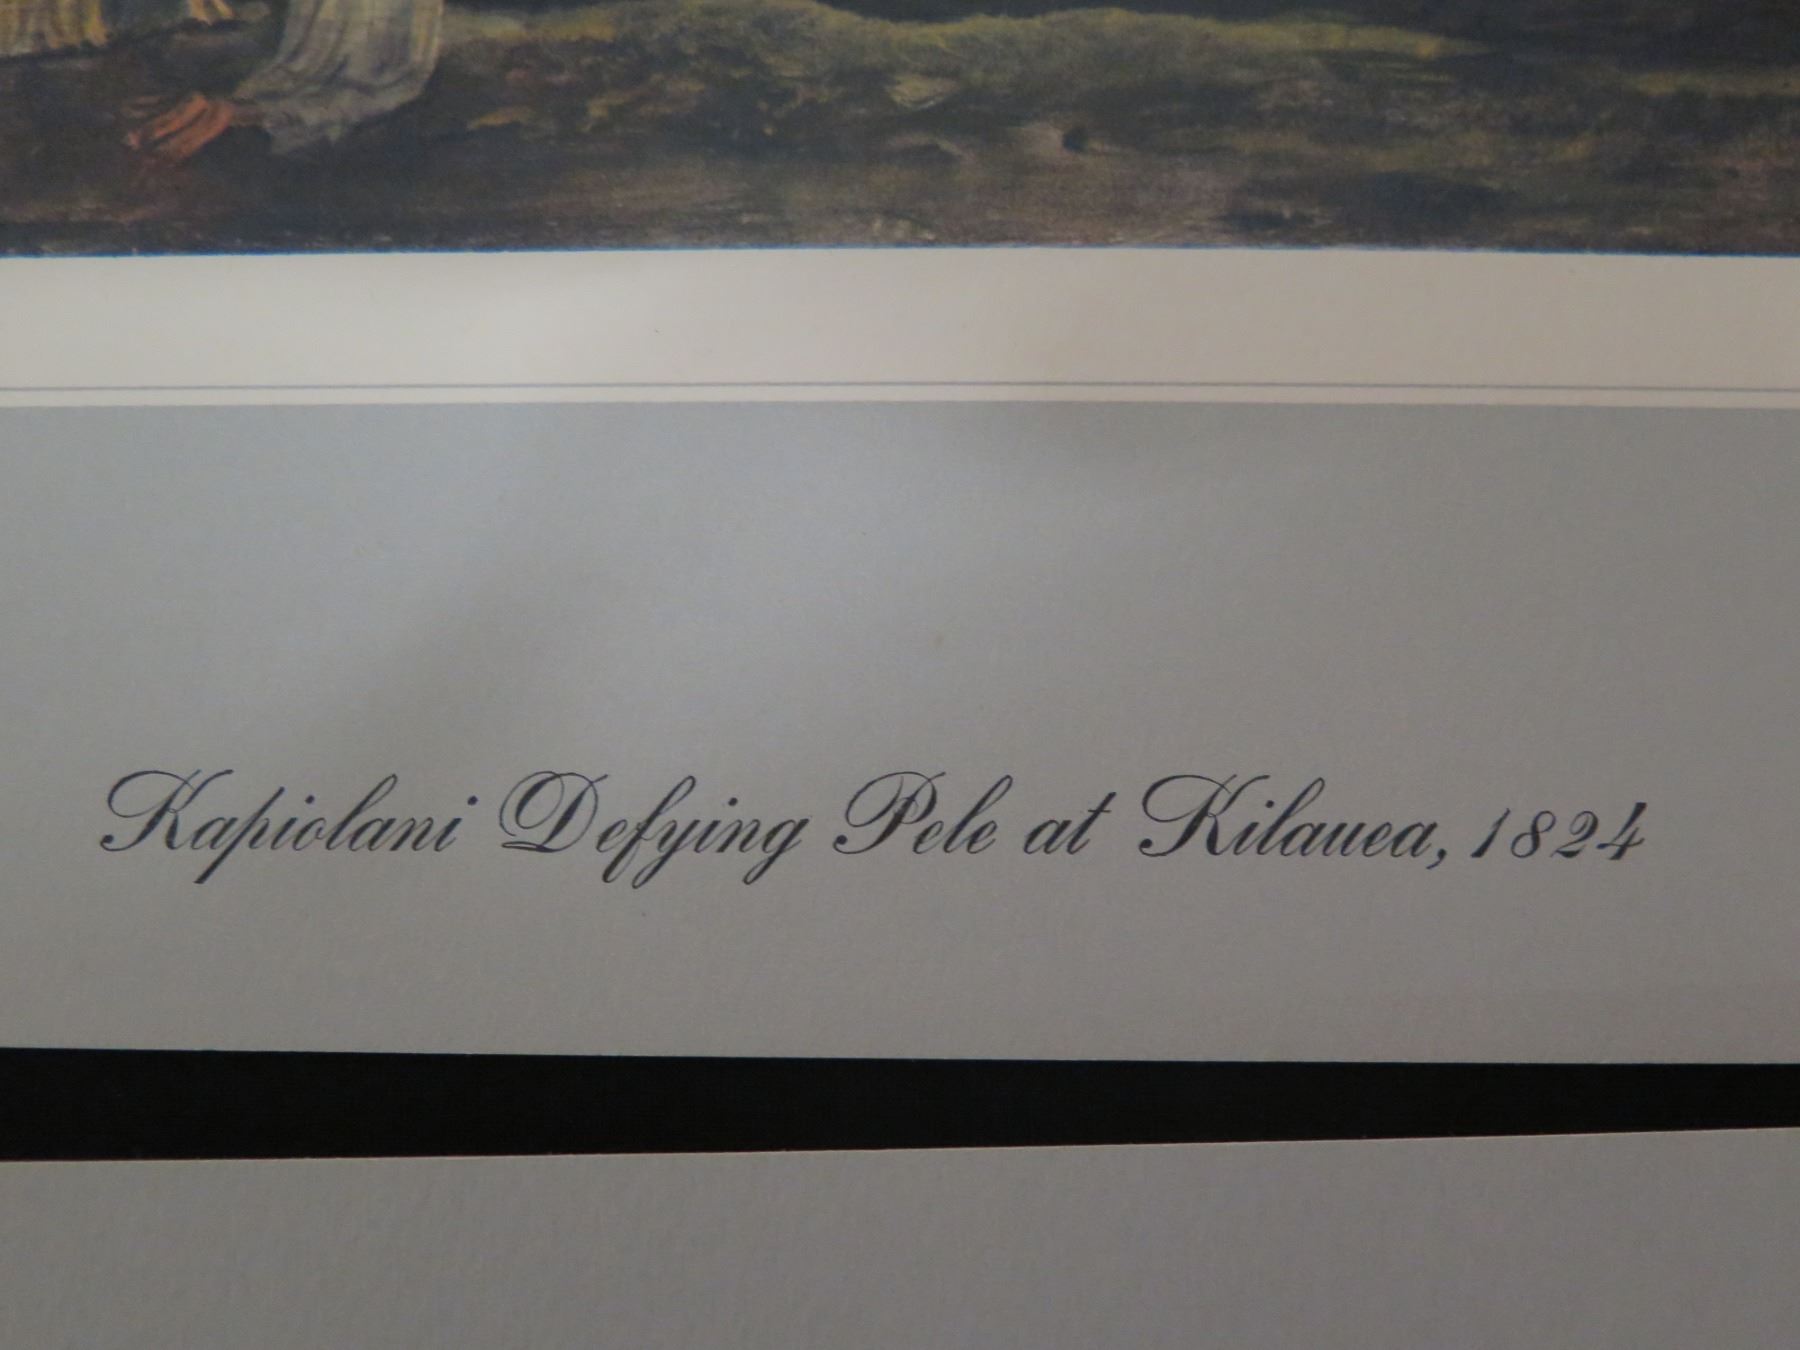 Kapiolani Defying Pele at Kilauea, 1824